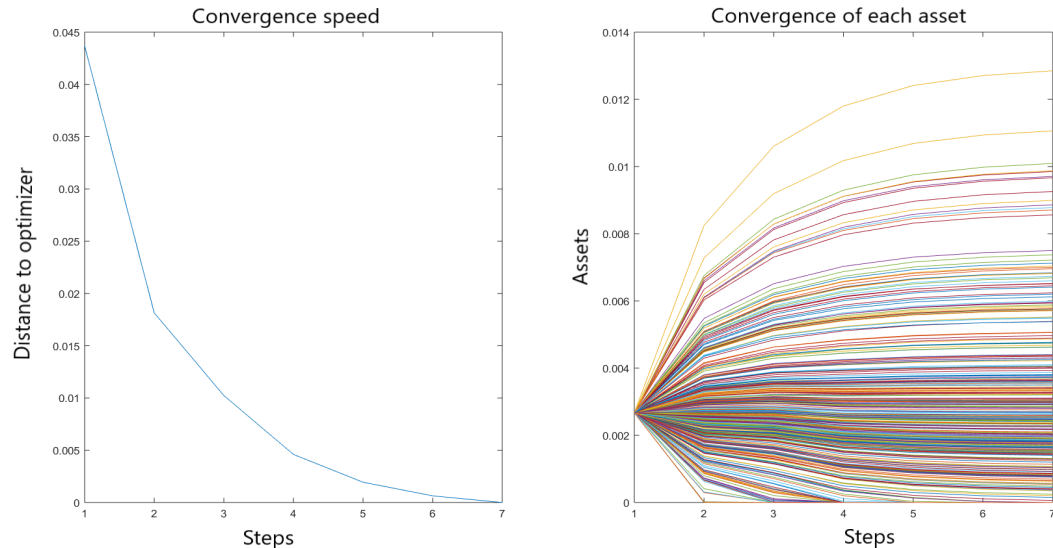 Convergence speed
0.045
0.04
0.035
0.03
0.025
0.02
0.015
0.01
0.005
0
Distance to optimizer
1 2 3 4 5 6 7
Steps
Convergence of each asset
0.014
0.012
0.01
0.008
0.006
0.004
0.002
0
Assets
1 2 3 4 5 6 7
Steps